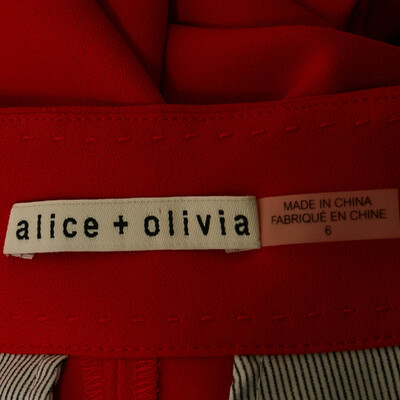 alice + olivia
MADE IN CHINA
FABRIQUÉ EN CHINE
6